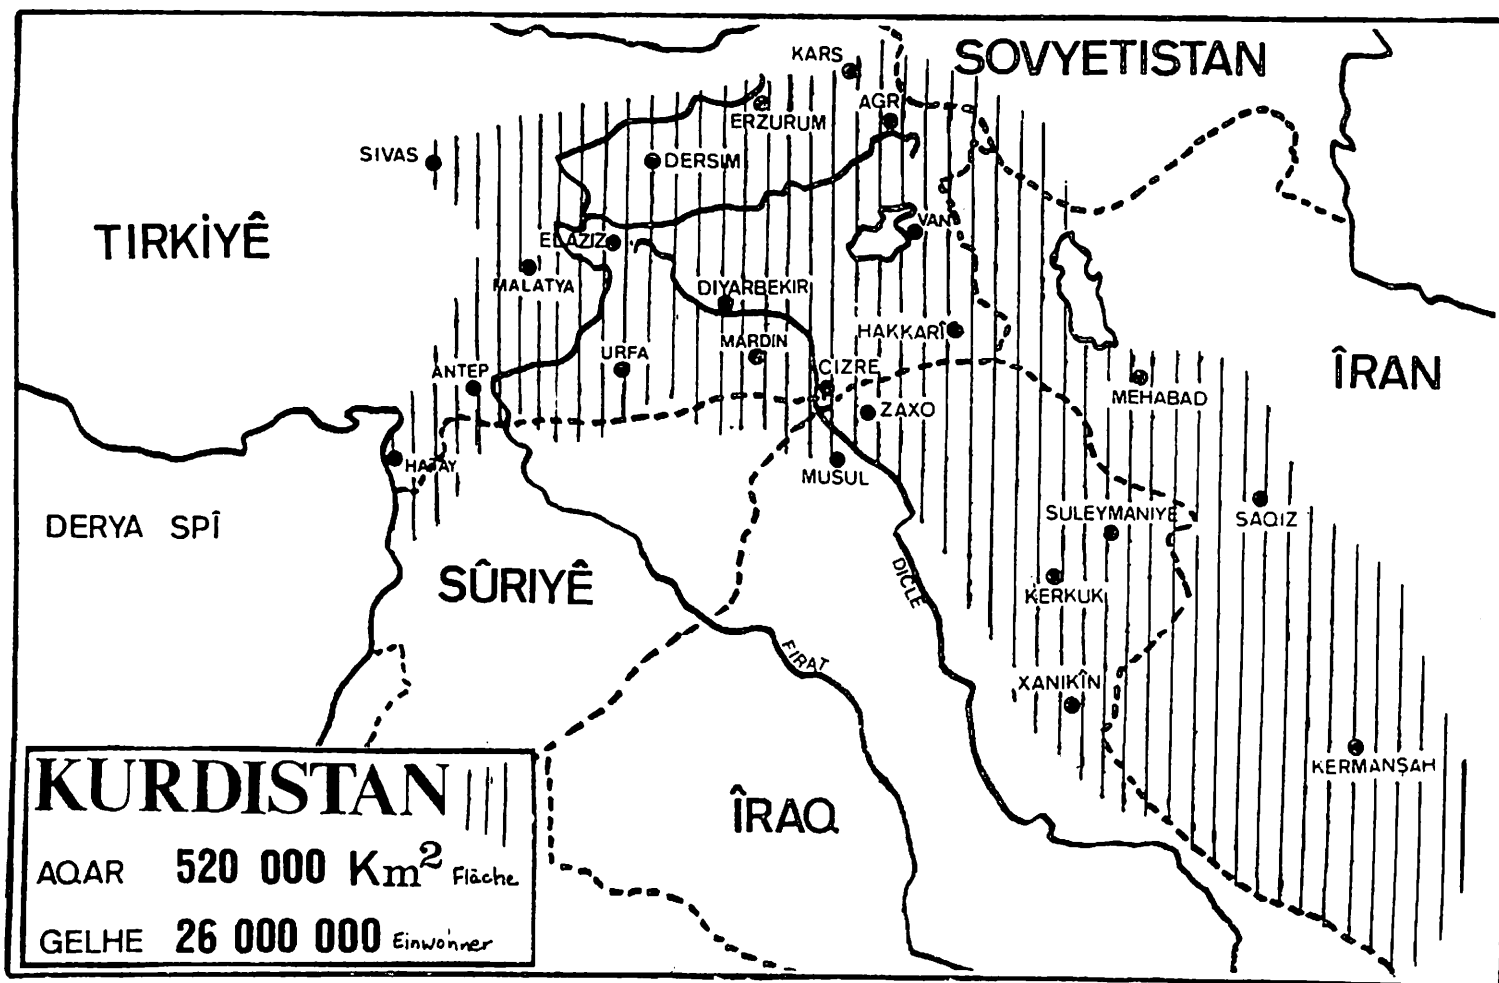 SOVYETISTAN
KARS
AGR
ERZURUM
SIVAS
DERSIM
TIRKİYÊ
VAN
ELAZIZ
MALATYA
DIYARBEKIR
HAKKARÎ
MARDIN
URFA
ANTEP
CIZRE
ÎRAN
MEHABAD
ZAXO
HATAY
MUSUL
DERYA SPÎ
SULEYMANIYE
SAQIZ
SÛRIYÊ
DICLE
KERKUK
FIRAT
XANIKÎN
KERMANŞAH
ÎRAQ
KURDISTAN
AQAR 520 000 Km² Fläche
GELHE 26 000 000 Einwohner